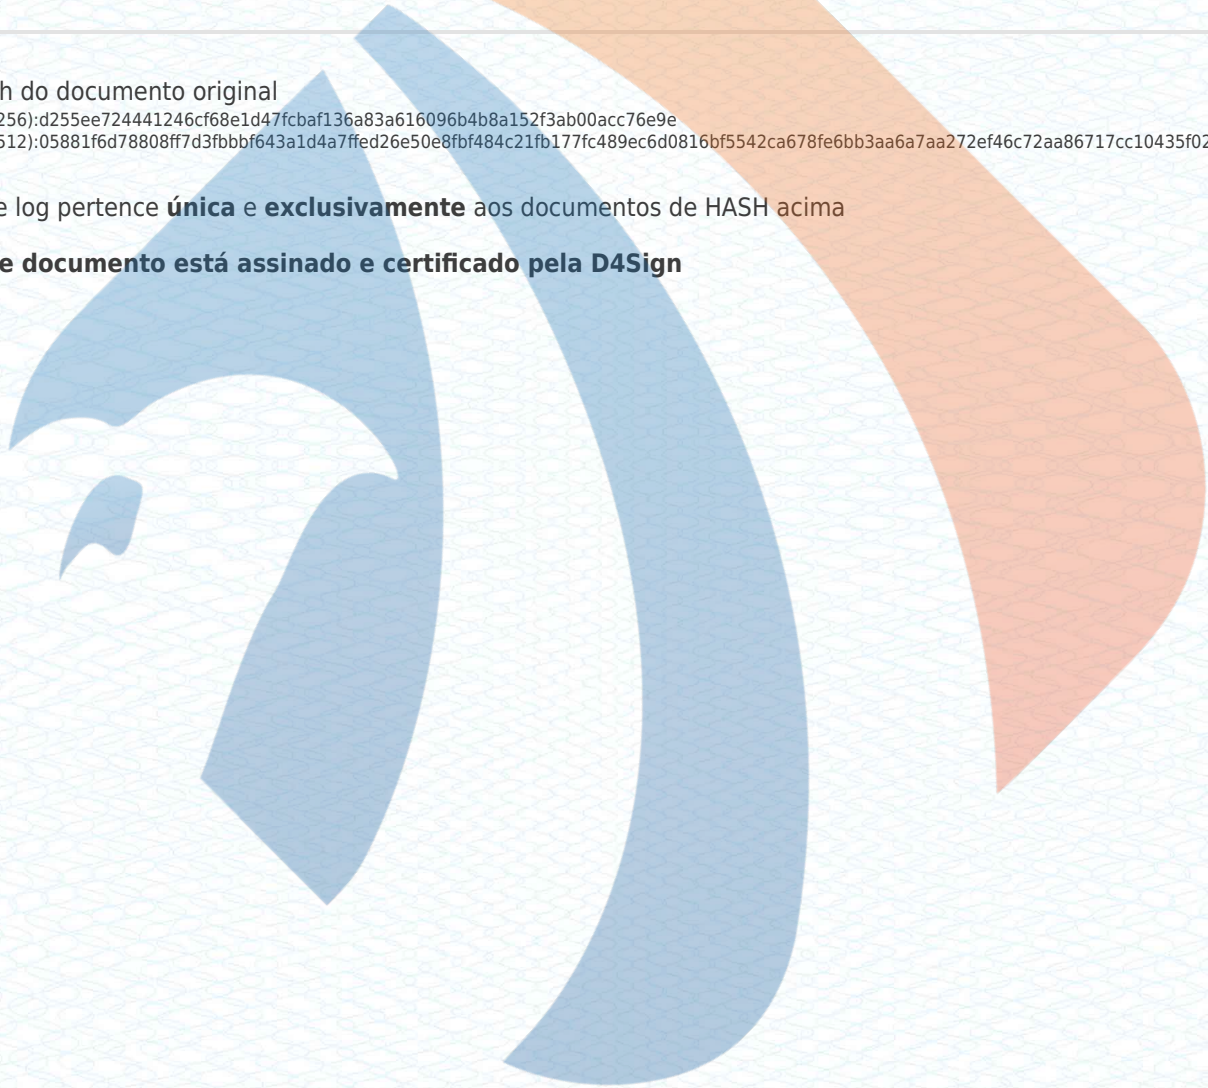 h do documento original
256):d255ee724441246cf68e1d47fcbaf136a83a616096b4b8a152f3ab00acc76e9e
512):05881f6d78808ff7d3fbbbf643a1d4a7ffed26e50e8fbf484c21fb177fc489ec6d0816bf5542ca678fe6bb3aa6a7aa272ef46c72aa86717cc10435f02
e log pertence única e exclusivamente aos documentos de HASH acima
e documento está assinado e certificado pela D4Sign